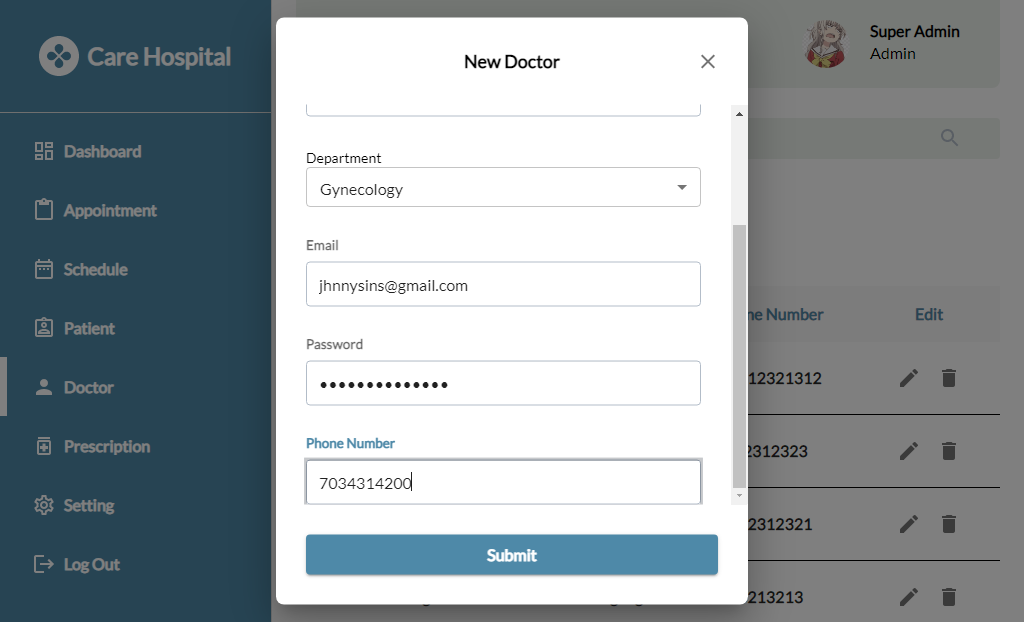 Care Hospital
Dashboard
Appointment
Schedule
Patient
Doctor
Prescription
Setting
Log Out
New Doctor
Department
Gynecology
Email
jhnnysins@gmail.com
Password
Phone Number
7034314200
Submit
Super Admin
Admin
ne Number Edit
12321312
2312323
2312321
213213